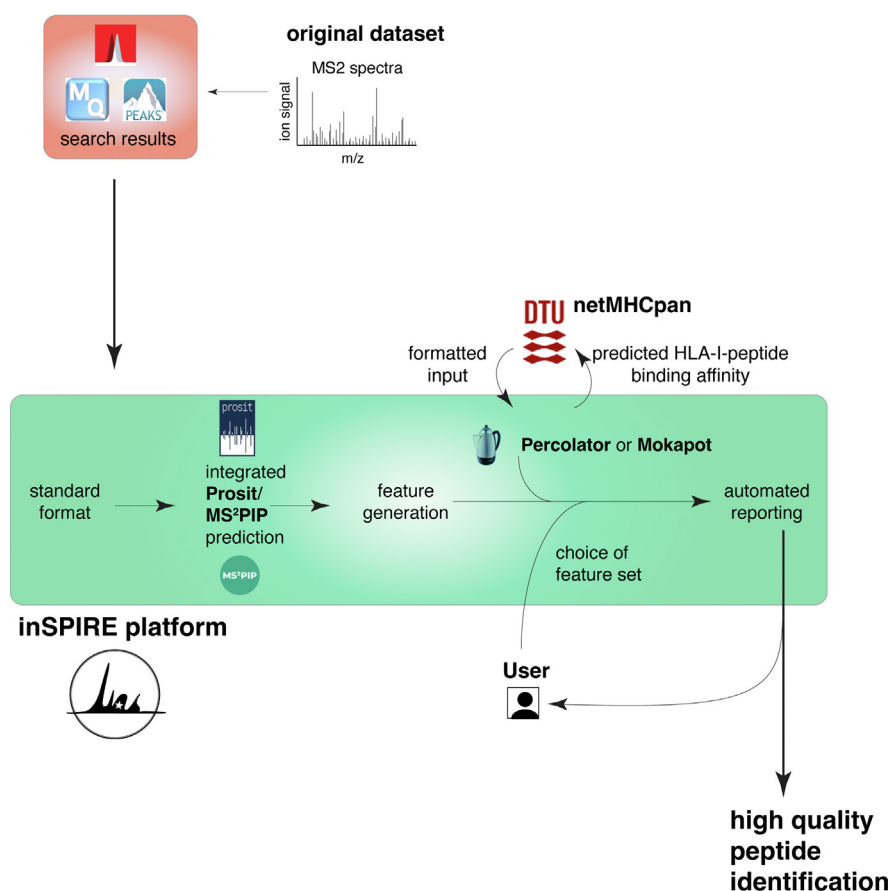 original dataset
MS2 spectra
ion signal
m/z
M
Q
PEAKS
search results
DTU
netMHCpan
formatted
input
predicted HLA-I-peptide
binding affinity
prosit
Percolator or Mokapot
standard
format
integrated
Prosit/
MS²PIP
prediction
MS²PIP
feature
generation
automated
reporting
choice of
feature set
inSPIRE platform
User
high quality
peptide
identification